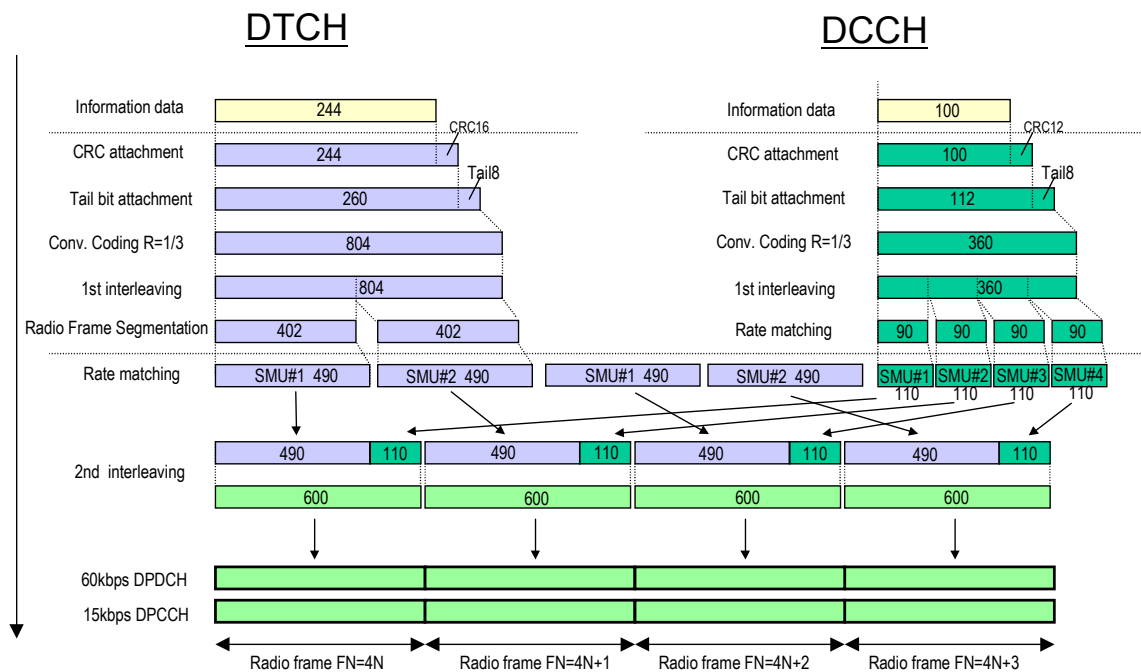 DTCH DCCH
Information data 244 Information data 100
CRC16 CRC12
CRC attachment 244 CRC attachment 100
Tail8 Tail8
Tail bit attachment 260 Tail bit attachment 112
Conv. Coding R=1/3 804 Conv. Coding R=1/3 360
1st interleaving 804 1st interleaving 360
Radio Frame Segmentation 402 402 Rate matching 90 90 90 90
Rate matching SMU#1 490 SMU#2 490 SMU#1 490 SMU#2 490 SMU#1 SMU#2 SMU#3 SMU#4
110 110 110 110
490 110 490 110 490 110 490 110
2nd interleaving
600 600 600 600
60kbps DPDCH
15kbps DPCCH
Radio frame FN=4N Radio frame FN=4N+1 Radio frame FN=4N+2 Radio frame FN=4N+3